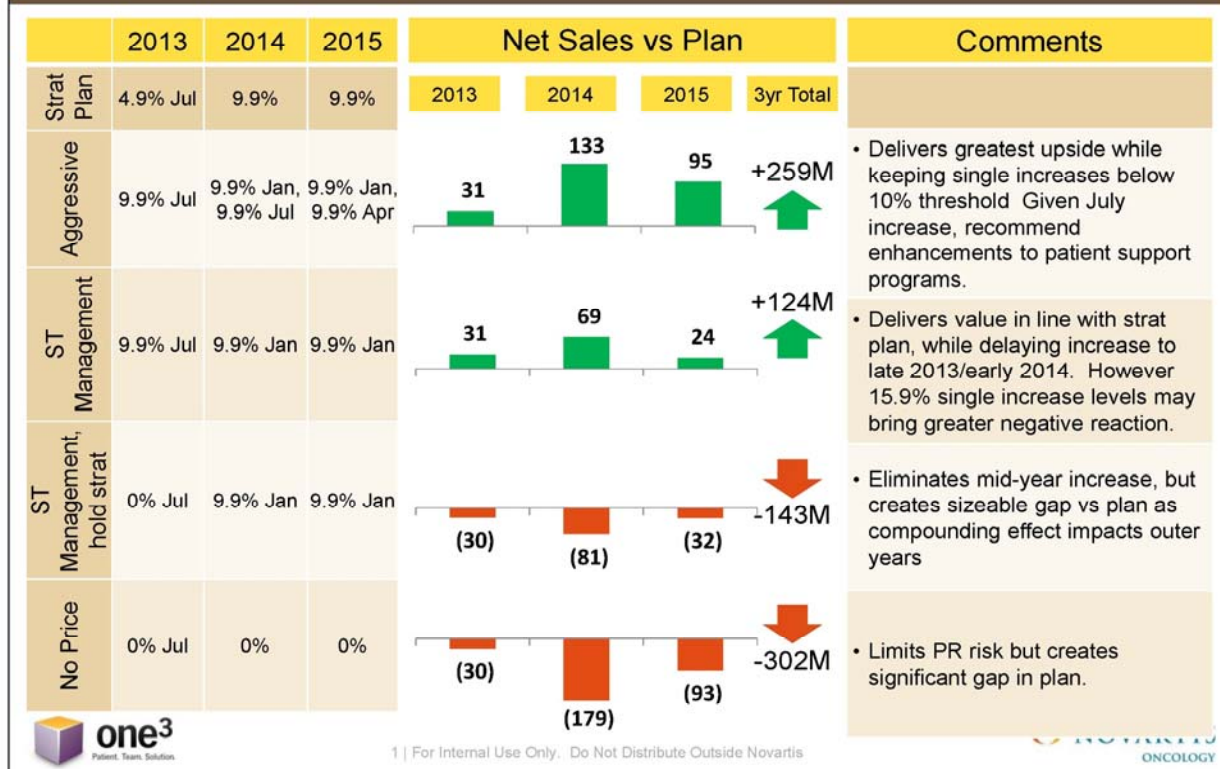 2013 2014 2015 Net Sales vs Plan Comments
Strat
Plan
4.9% Jul 9.9% 9.9%
2013 2014 2015 3yr Total
Aggressive
9.9% Jul
9.9% Jan,
9.9% Jul
9.9% Jan,
9.9% Apr
31 133 95
+259M
• Delivers greatest upside while
keeping single increases below
10% threshold Given July
increase, recommend
enhancements to patient support
programs.
ST
Management
9.9% Jul 9.9% Jan 9.9% Jan
31 69 24
+124M
• Delivers value in line with strat
plan, while delaying increase to
late 2013/early 2014. However
15.9% single increase levels may
bring greater negative reaction.
ST
Management,
hold strat
0% Jul 9.9% Jan 9.9% Jan
(30) (81) (32)
-143M
• Eliminates mid-year increase, but
creates sizeable gap vs plan as
compounding effect impacts outer
years
No Price
0% Jul 0% 0%
(30) (179) (93)
-302M
• Limits PR risk but creates
significant gap in plan.
one³
Patient. Team. Solution.
1 | For Internal Use Only. Do Not Distribute Outside Novartis
NOVARTIS
ONCOLOGY